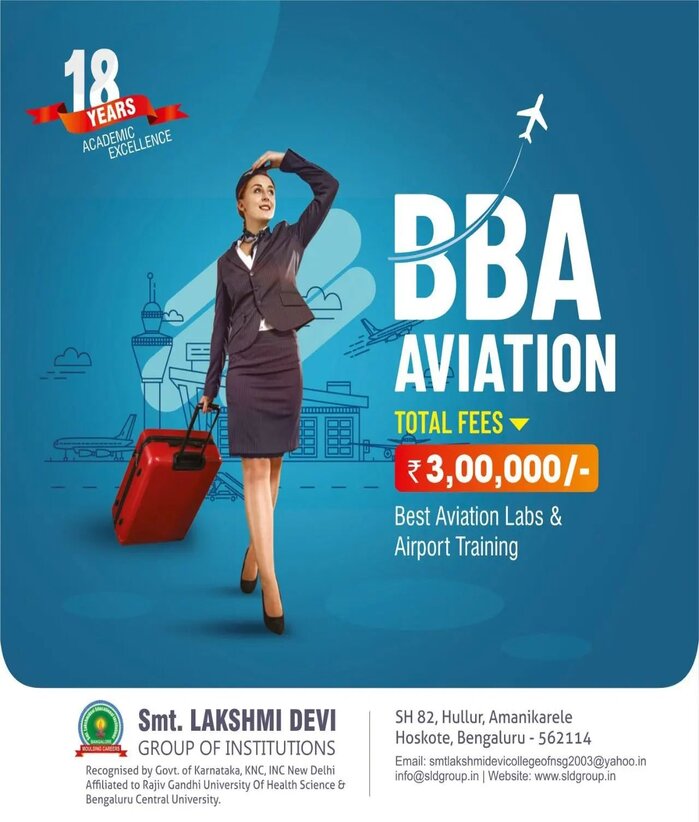 18
YEARS
ACADEMIC
EXCELLENCE
BBA
AVIATION
TOTAL FEES
₹ 3,00,000/-
Best Aviation Labs &
Airport Training
BANGALORE
MOULDING CAREERS
Smt. LAKSHMI DEVI
GROUP OF INSTITUTIONS
Recognised by Govt. of Karnataka, KNC, INC New Delhi
Affiliated to Rajiv Gandhi University Of Health Science &
Bengaluru Central University.
SH 82, Hullur, Amanikarele
Hoskote, Bengaluru - 562114
Email: smtlakshmidevicollegeofnsg2003@yahoo.in
info@sldgroup.in | Website: www.sldgroup.in